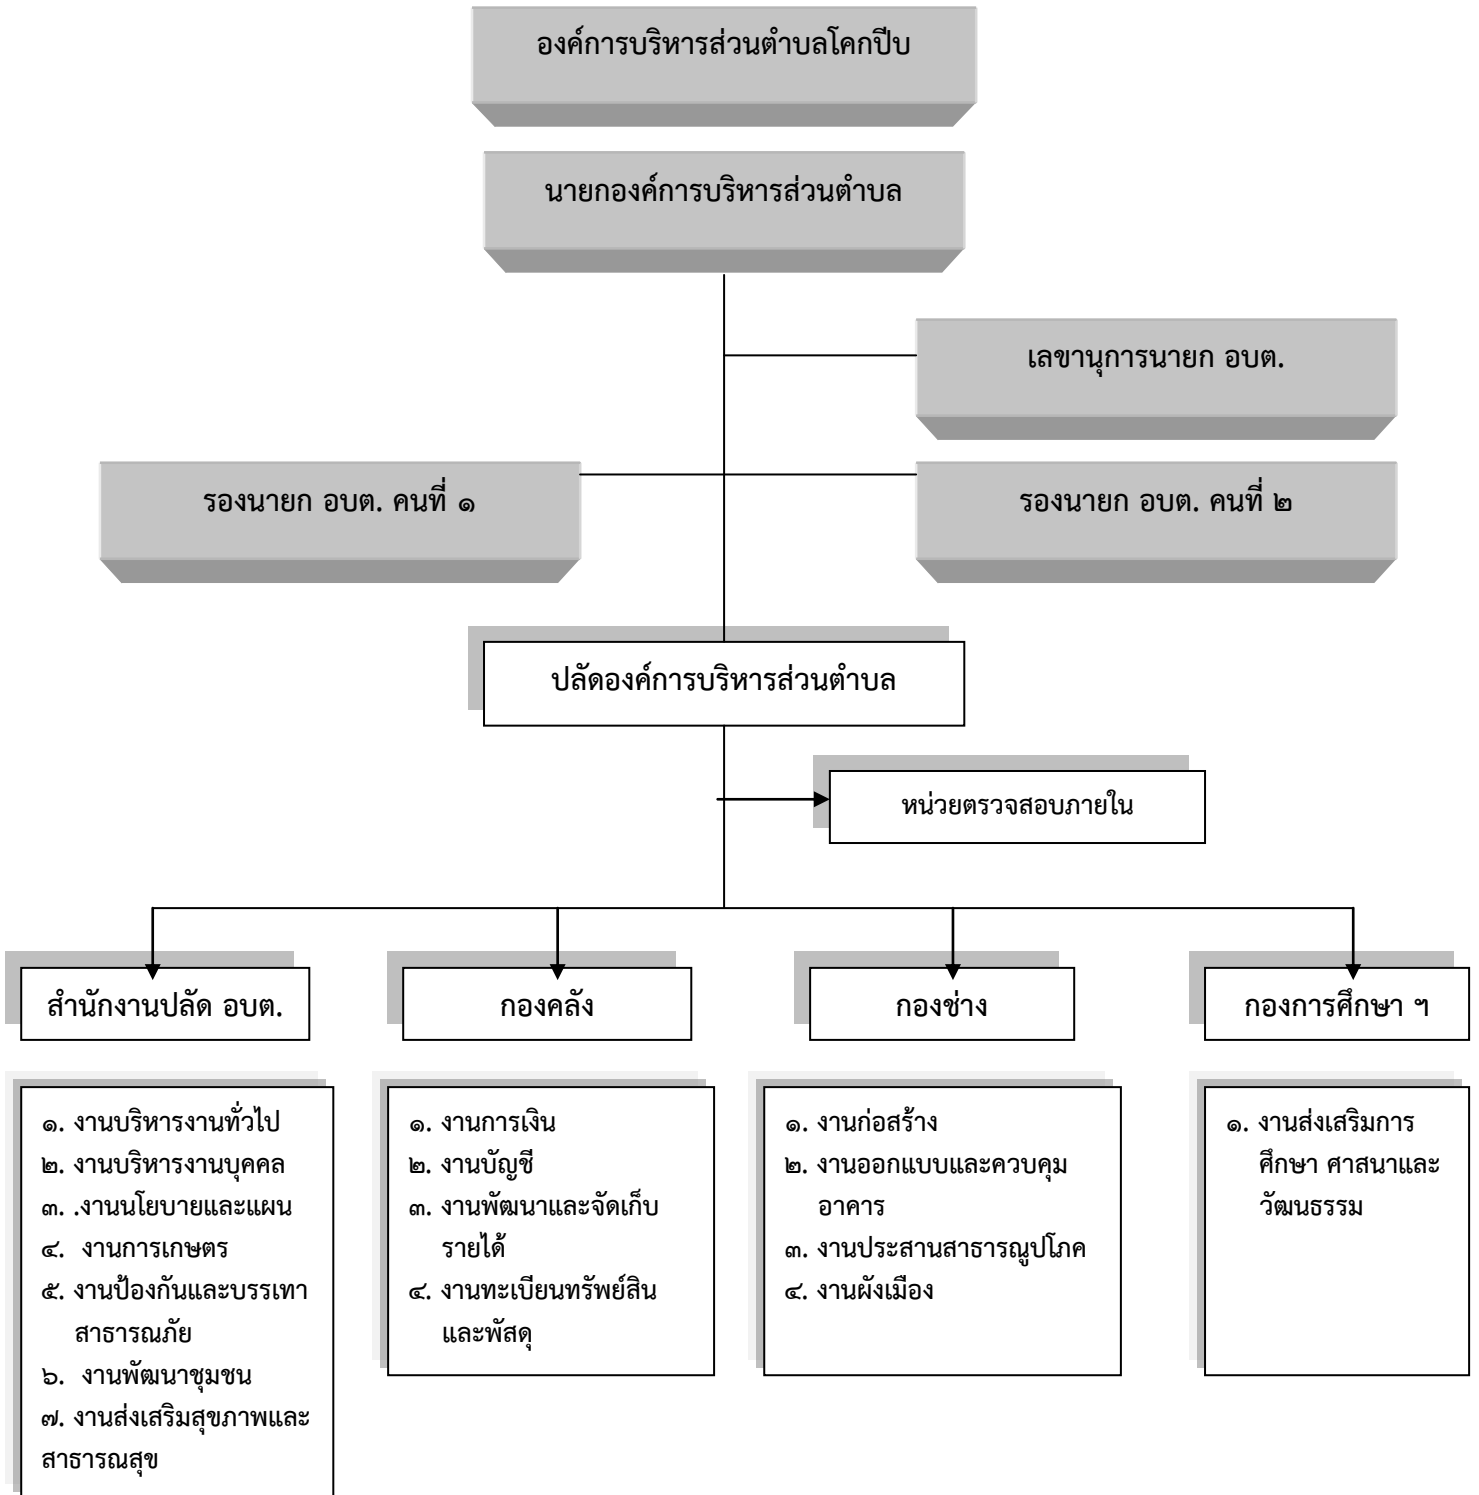 องค์การบริหารส่วนตำบลโคกปีบ
นายกองค์การบริหารส่วนตำบล
เลขานุการนายก อบต.
รองนายก อบต. คนที่ ๑
รองนายก อบต. คนที่ ๒
ปลัดองค์การบริหารส่วนตำบล
หน่วยตรวจสอบภายใน
สำนักงานปลัด อบต.
กองคลัง
กองช่าง
กองการศึกษา ฯ
๑. งานบริหารงานทั่วไป
๒. งานบริหารงานบุคคล
๓. .งานนโยบายและแผน
๔. งานการเกษตร
๕. งานป้องกันและบรรเทา
สาธารณภัย
๖. งานพัฒนาชุมชน
๗. งานส่งเสริมสุขภาพและ
สาธารณสุข
๑. งานการเงิน
๒. งานบัญชี
๓. งานพัฒนาและจัดเก็บ
รายได้
๔. งานทะเบียนทรัพย์สิน
และพัสดุ
๑. งานก่อสร้าง
๒. งานออกแบบและควบคุม
อาคาร
๓. งานประสานสาธารณูปโภค
๔. งานผังเมือง
๑. งานส่งเสริมการ
ศึกษา ศาสนาและ
วัฒนธรรม